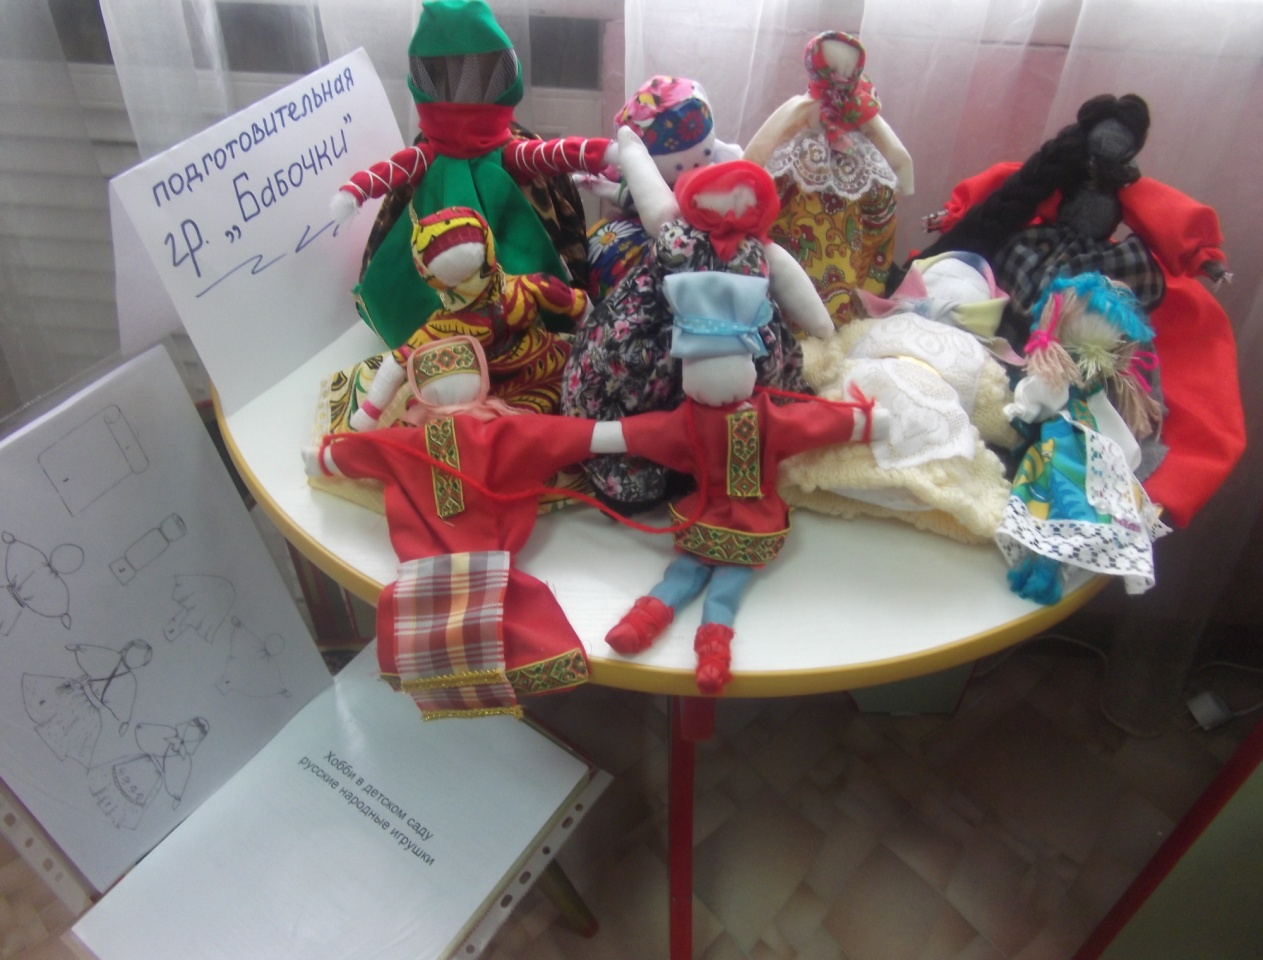 подготовительная
гр. „Бабочки"
Хобби в детском саду
русские народные игрушки